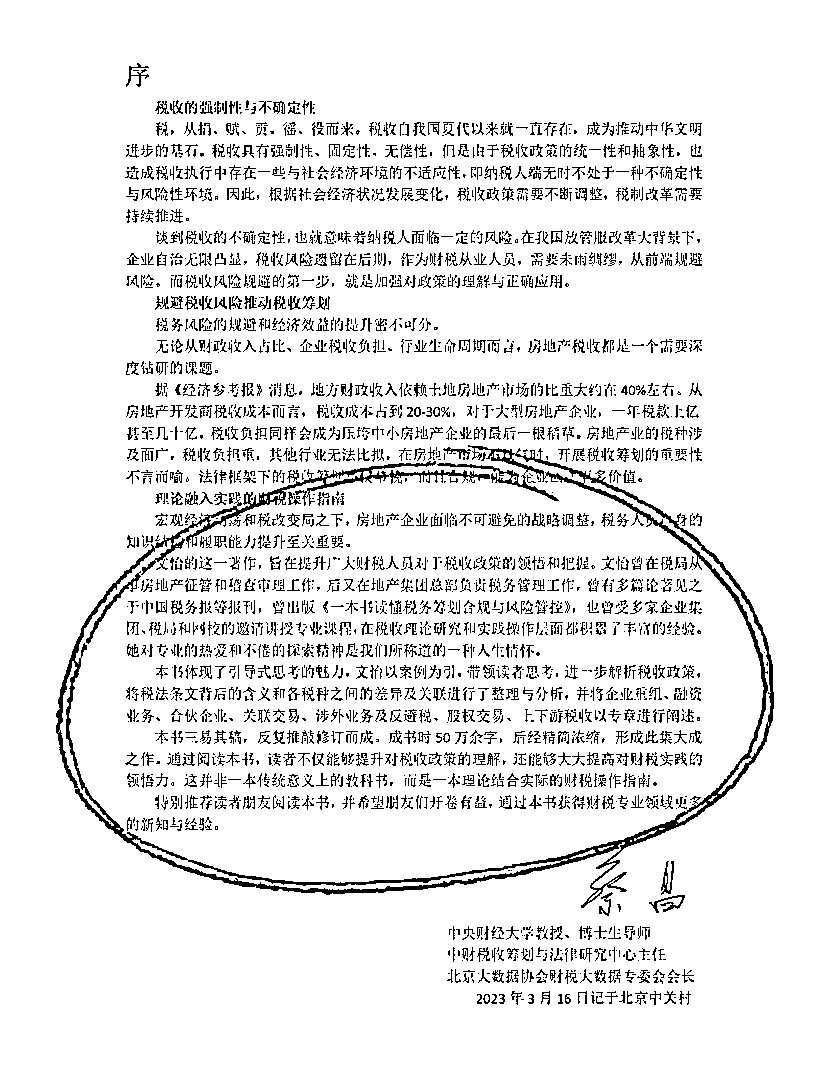 序
税收的强制性与不确定性
税，从捐、赋、贡、徭、役而来。税收自我国夏代以来就一直存在，成为推动中华文明
进步的基石。税收具有强制性、固定性、无偿性，但是由于税收政策的统一性和抽象性，也
造成税收执行中存在一些与社会经济环境的不适应性，即纳税人端无时不处于一种不确定性
与风险性环境。因此，根据社会经济状况发展变化，税收政策需要不断调整，税制改革需要
持续推进。
谈到税收的不确定性，也就意味着纳税人面临一定的风险。在我国放管服改革大背景下，
企业自治无限凸显，税收风险遗留在后期，作为财税从业人员，需要未雨绸缪，从前端规避
风险。而税收风险规避的第一步，就是加强对政策的理解与正确应用。
规避税收风险推动税收筹划
税务风险的规避和经济效益的提升密不可分。
无论从财政收入占比、企业税收负担、行业生命周期而言，房地产税收都是一个需要深
度钻研的课题。
据《经济参考报》消息，地方财政收入依赖土地房地产市场的比重大约在 40%左右。从
房地产开发商税收成本而言，税收成本占到 20-30%，对于大型房地产企业，一年税款上亿
甚至几十亿，税收负担同样会成为压垮中小房地产企业的最后一根稻草。房地产业的税种涉
及面广，税收负担重，其他行业无法比拟，在房地产市场不景气时，开展税收筹划的重要性
不言而喻。法律框架下的税收筹划 更多价值。
理论融入实践的财税操作指南
宏观经济动荡和税改变局之下，房地产企业面临不可避免的战略调整，税务人员自身的
知识结构和履职能力提升至关重要。
文怡的这一著作，旨在提升广大财税人员对于税收政策的领悟和把握。文怡曾在税局从
事房地产征管和稽查审理工作，后又在地产集团总部负责税务管理工作，曾有多篇论著见之
于中国税务报等报刊，曾出版《一本书读懂税务筹划合规与风险管控》，也曾受多家企业集
团、税局和网校的邀请讲授专业课程，在税收理论研究和实践操作层面都积累了丰富的经验。
她对专业的热爱和不倦的探索精神是我们所称道的一种人生情怀。
本书体现了引导式思考的魅力，文怡以案例为引，带领读者思考，进一步解析税收政策，
将税法条文背后的含义和各税种之间的差异及关联进行了整理与分析，并将企业重组、融资
业务、合伙企业、关联交易、涉外业务及反避税、股权交易、上下游税收以专章进行阐述。
本书三易其稿，反复推敲修订而成。成书时 50 万余字，后经精简浓缩，形成此集大成
之作。通过阅读本书，读者不仅能够提升对税收政策的理解，还能够大大提高对财税实践的
领悟力。这并非一本传统意义上的教科书，而是一本理论结合实际的财税操作指南。
特别推荐读者朋友阅读本书，并希望朋友们开卷有益，通过本书获得财税专业领域更多
的新知与经验。
蔡昌
中央财经大学教授、博士生导师
中财税收筹划与法律研究中心主任
北京大数据协会财税大数据专委会会长
2023 年 3 月 16 日记于北京中关村